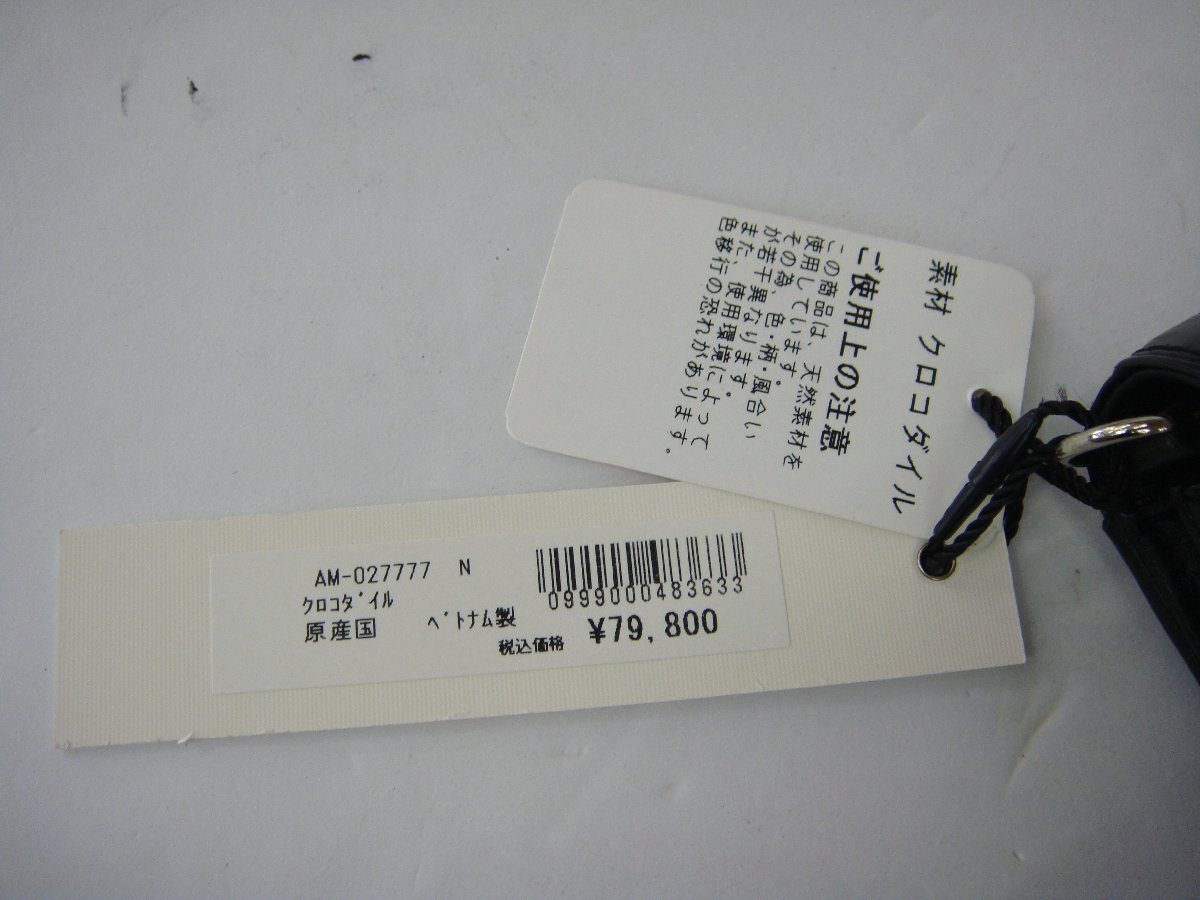 素材 クロコダイル
ご使用上の注意
この商品は、天然素材を
使用しています。
その為、色・柄・風合い
が若干異なります。
また、使用環境によって
色移行の恐れがあります。
AM-027777 N
クロコダイル
原産国 ベトナム製
0999000483633
税込価格 ¥79,800